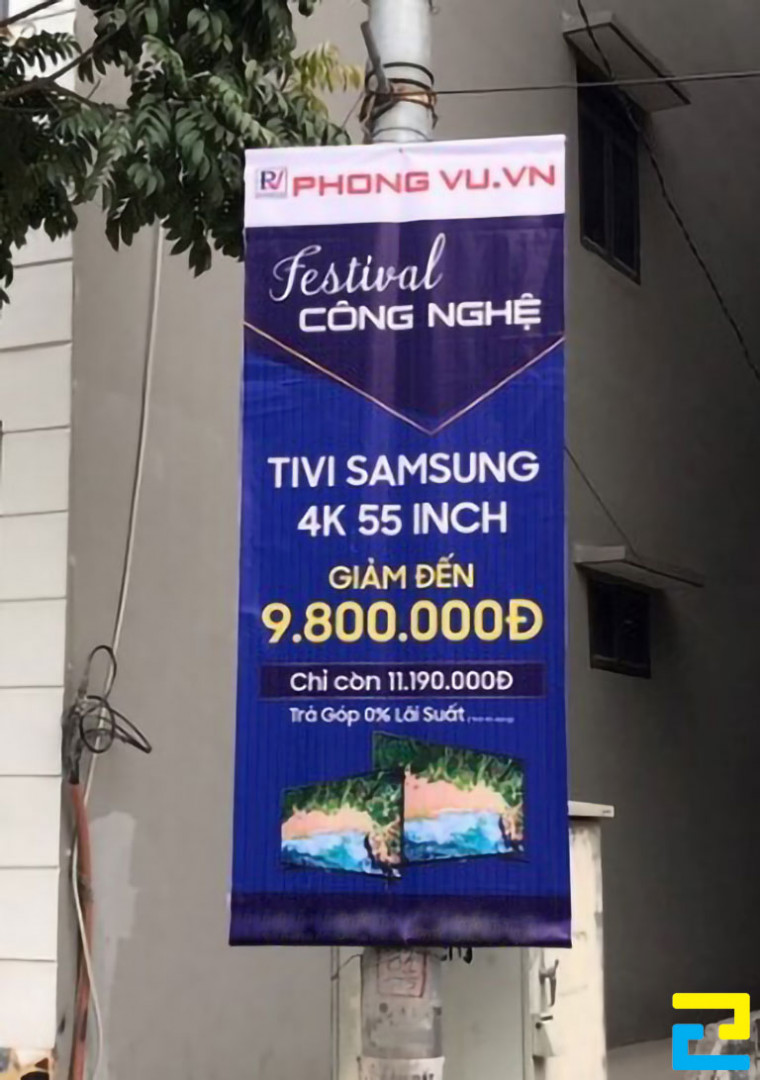 PV PHONG VU.VN
Festival
CÔNG NGHỆ
TIVI SAMSUNG
4K 55 INCH
GIẢM ĐẾN
9.800.000Đ
Chỉ còn 11.190.000Đ
Trả Góp 0% Lãi Suất